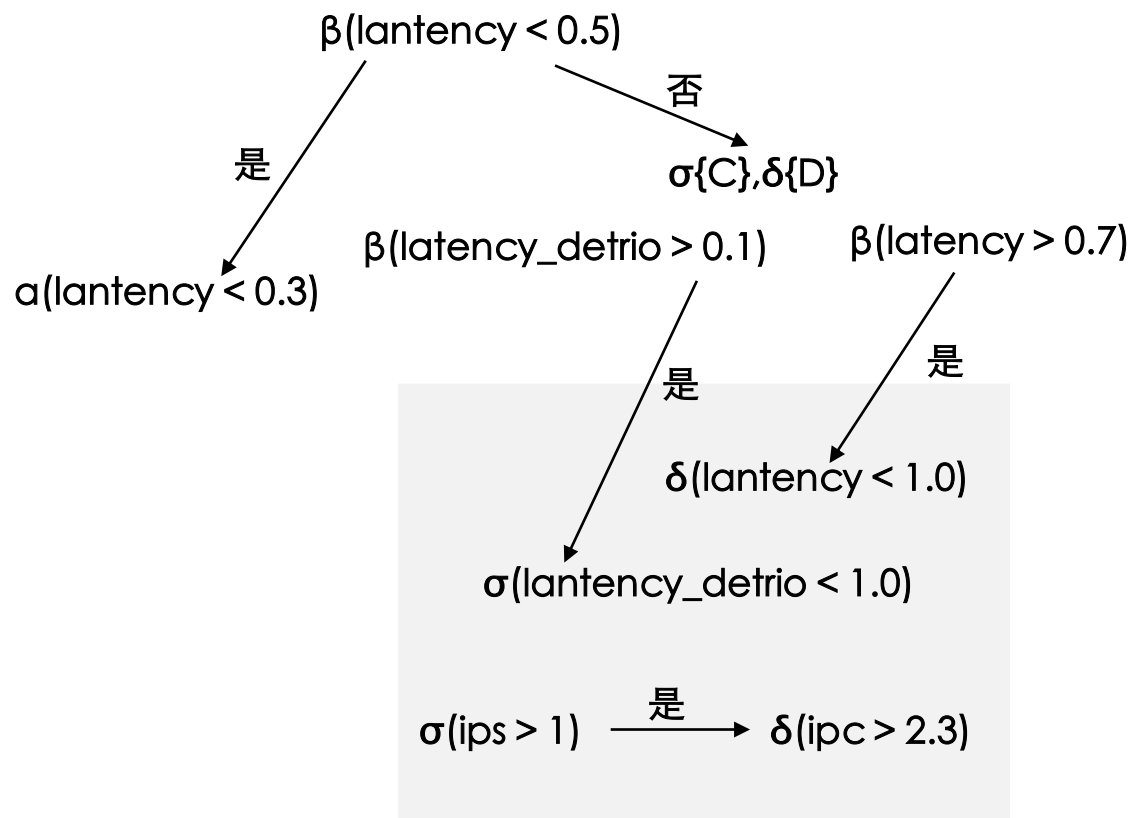 β(lantency < 0.5)
否
是
σ{C},δ{D}
β(latency_detrio > 0.1)
β(latency > 0.7)
a(lantency < 0.3)
是
是
δ(lantency < 1.0)
σ(lantency_detrio < 1.0)
σ(ips > 1)
是
δ(ipc > 2.3)